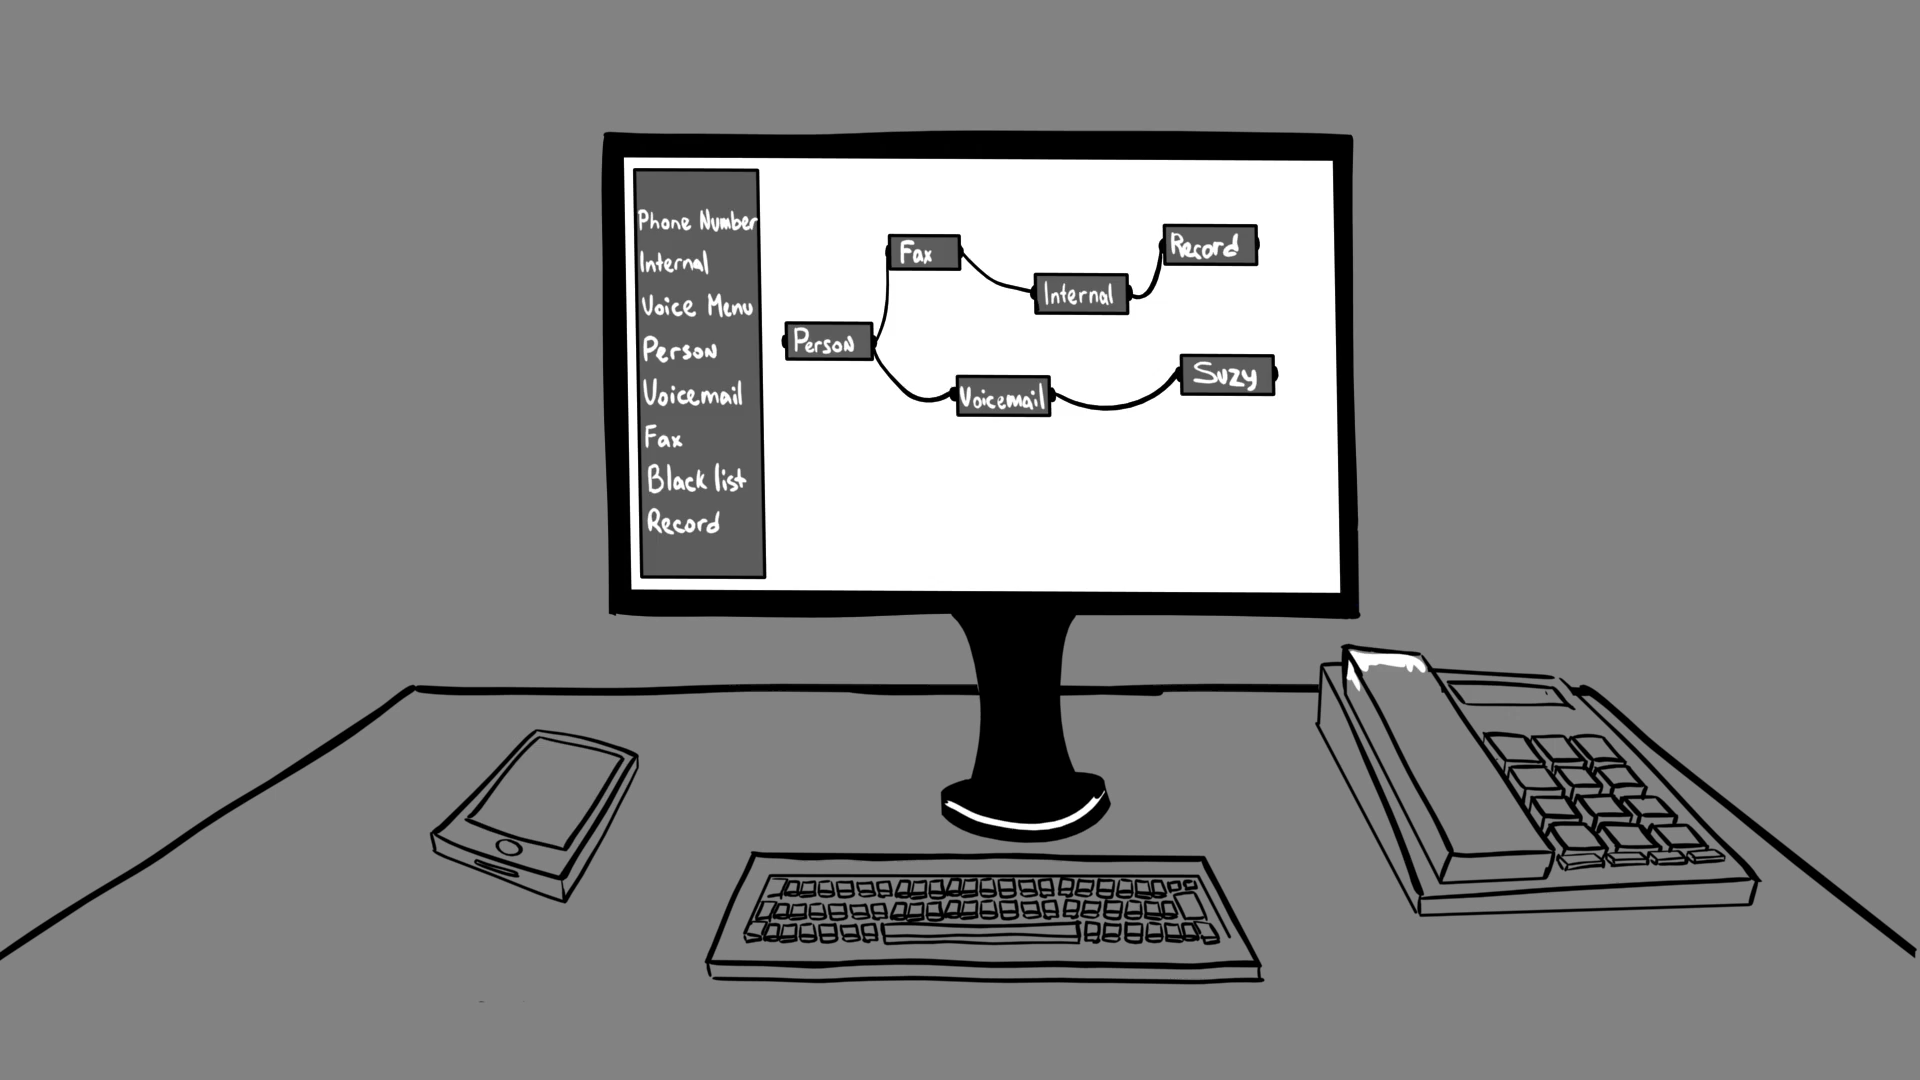 Phone Number
Internal
Voice Menu
Person
Voicemail
Fax
Black list
Record
Person
Fax
Internal
Record
Voicemail
Suzy